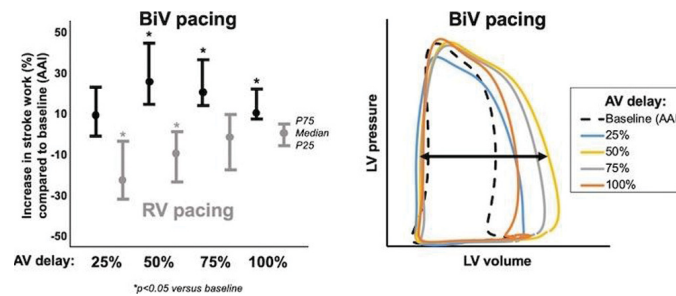 BiV pacing
50
30
10
-10
-30
-50
Increase in stroke work (%)
compared to baseline (AAI)
*
*
*
*
*
P75
Median
P25
RV pacing
AV delay: 25% 50% 75% 100%
*p<0.05 versus baseline
BiV pacing
LV pressure
LV volume
AV delay:
Baseline (AAI
25%
50%
75%
100%